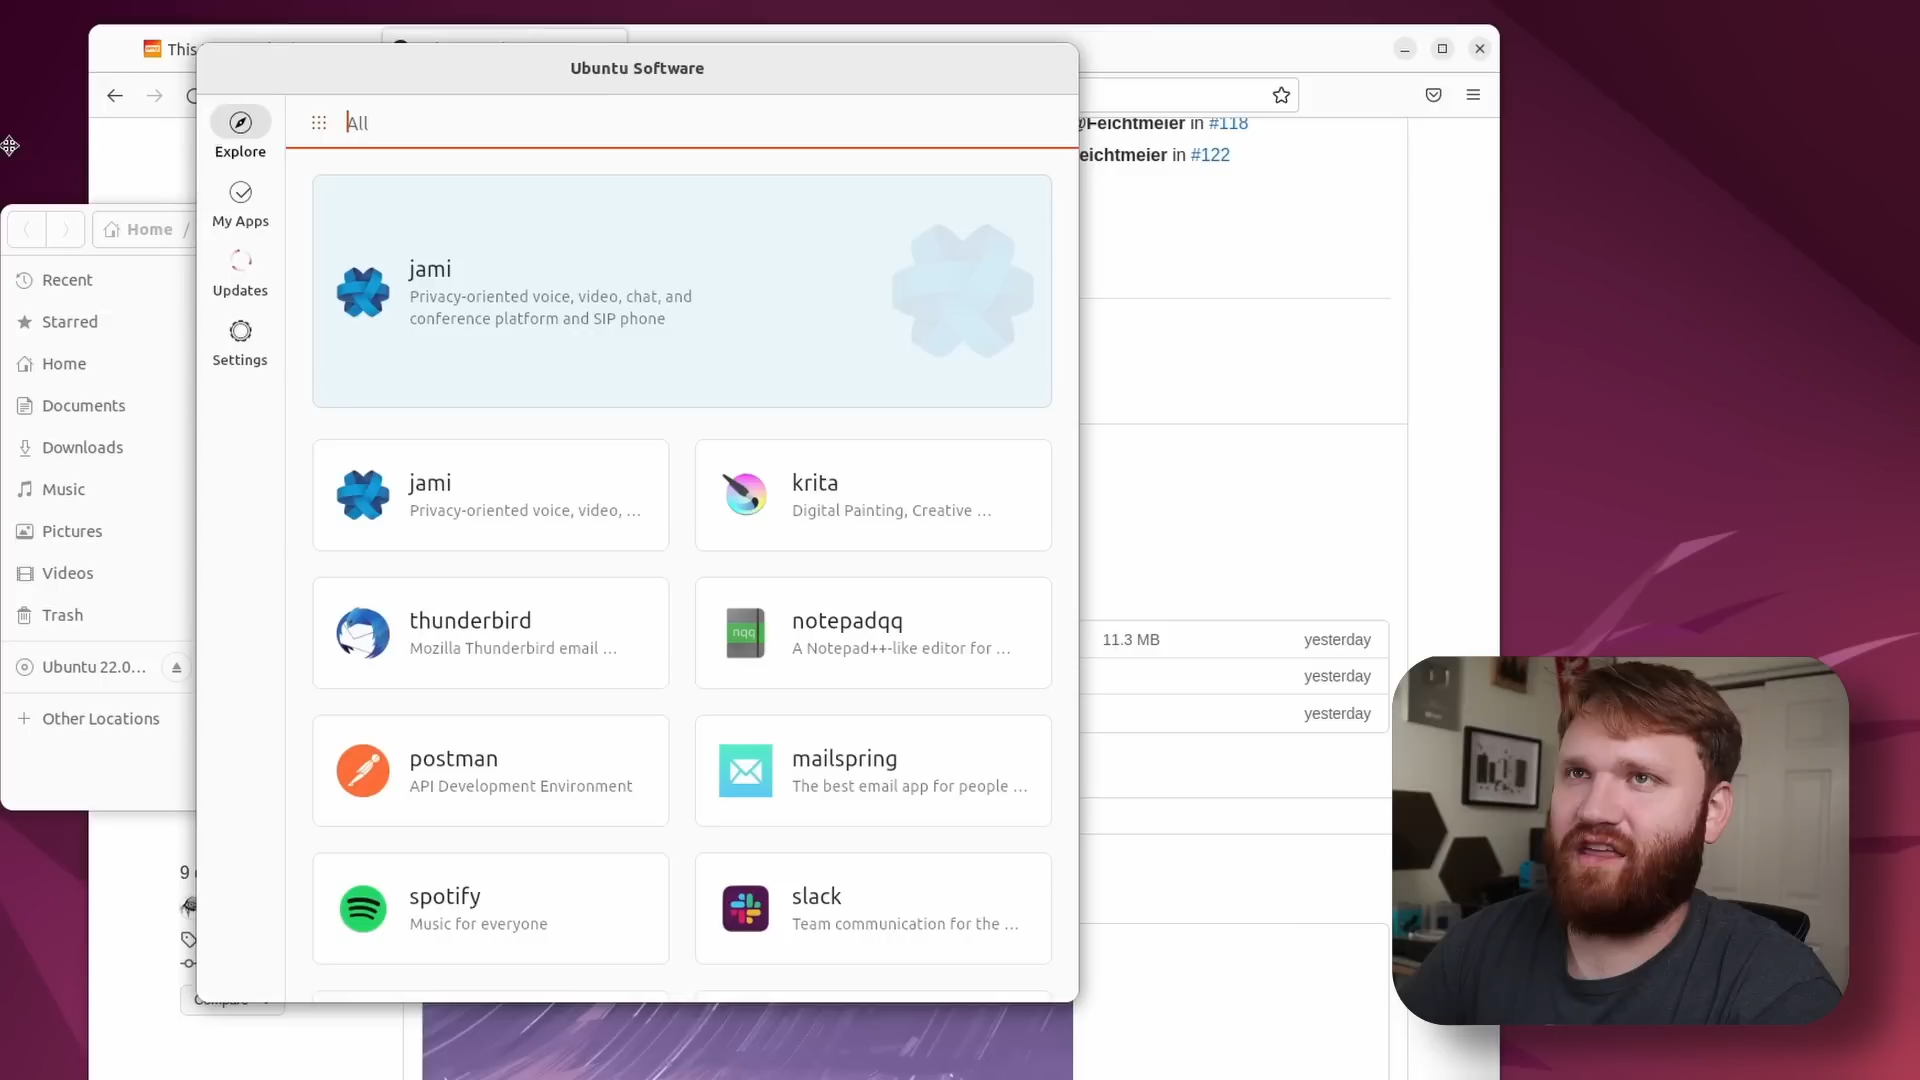 This
Ubuntu Software
Explore
My Apps
Updates
Settings
All
@Feichtmeier in #118
eichtmeier in #122
Home /
Recent
Starred
Home
Documents
Downloads
Music
Pictures
Videos
Trash
Ubuntu 22.0...
Other Locations
jami
Privacy-oriented voice, video, chat, and
conference platform and SIP phone
jami
Privacy-oriented voice, video, ...
krita
Digital Painting, Creative ...
thunderbird
Mozilla Thunderbird email ...
notepadqq
nqq
A Notepad++-like editor for ...
postman
API Development Environment
mailspring
The best email app for people ...
spotify
Music for everyone
slack
Team communication for the ...
11.3 MB yesterday
yesterday
yesterday
9
Compare